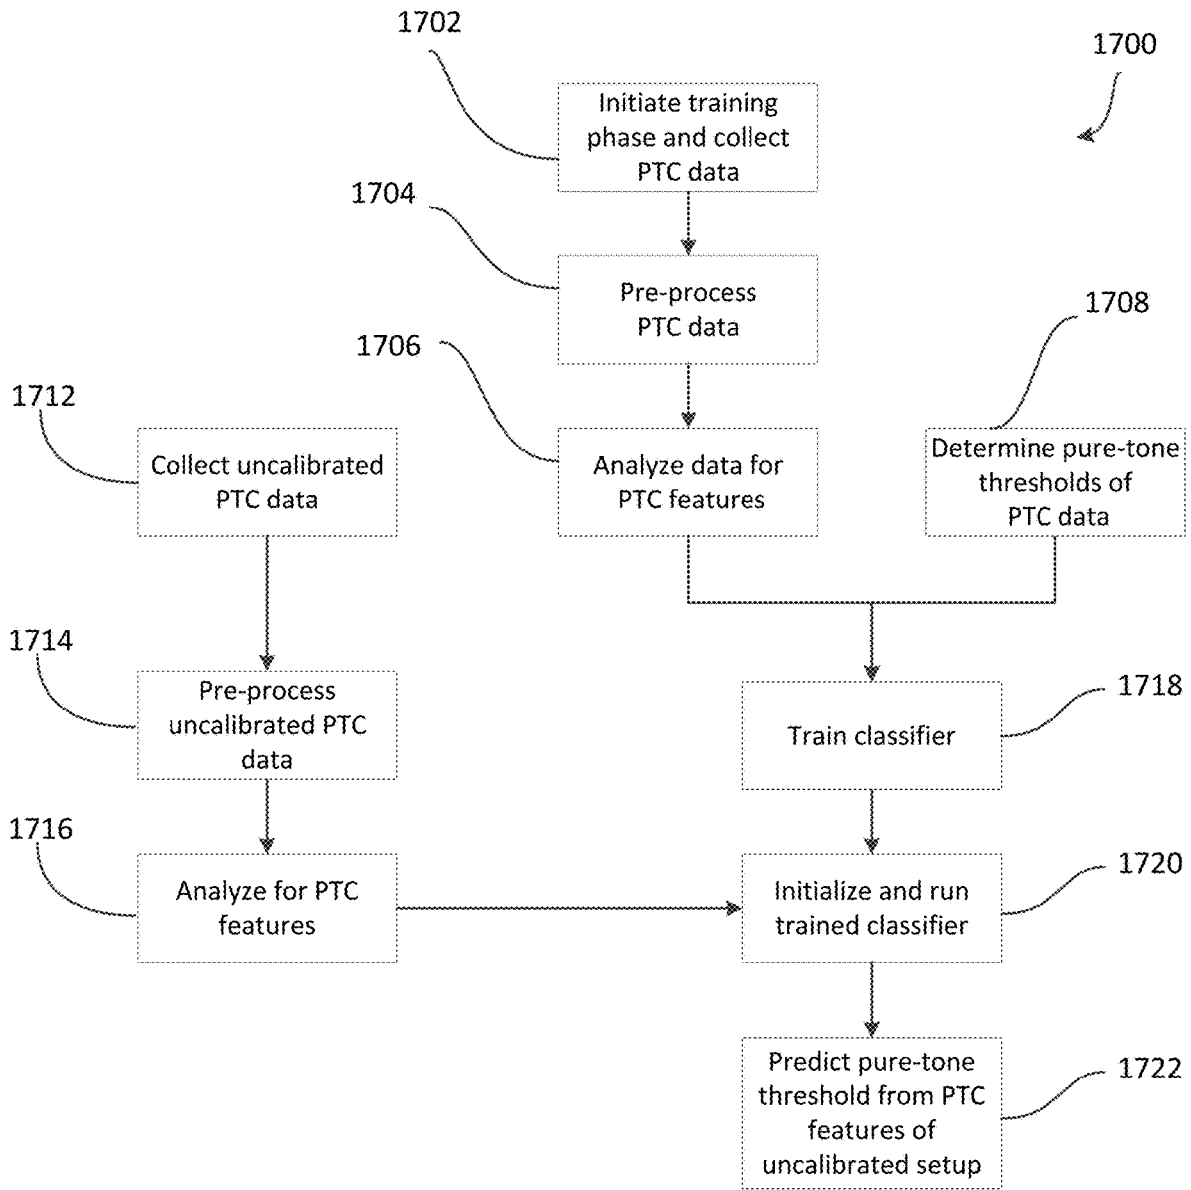 1702
1700
Initiate training
phase and collect
PTC data
1704
Pre-process
PTC data
1708
1706
1712
Collect uncalibrated
PTC data
Analyze data for
PTC features
Determine pure-tone
thresholds of
PTC data
1714
Pre-process
uncalibrated PTC
data
1718
Train classifier
1716
Analyze for PTC
features
1720
Initialize and run
trained classifier
1722
Predict pure-tone
threshold from PTC
features of
uncalibrated setup